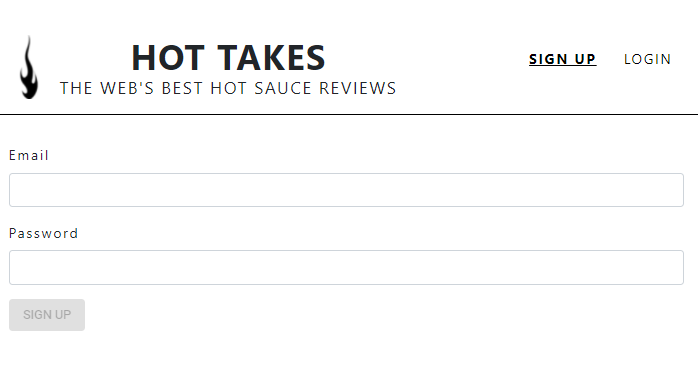 HOT TAKES
THE WEB'S BEST HOT SAUCE REVIEWS
SIGN UP
LOGIN
Email
Password
SIGN UP